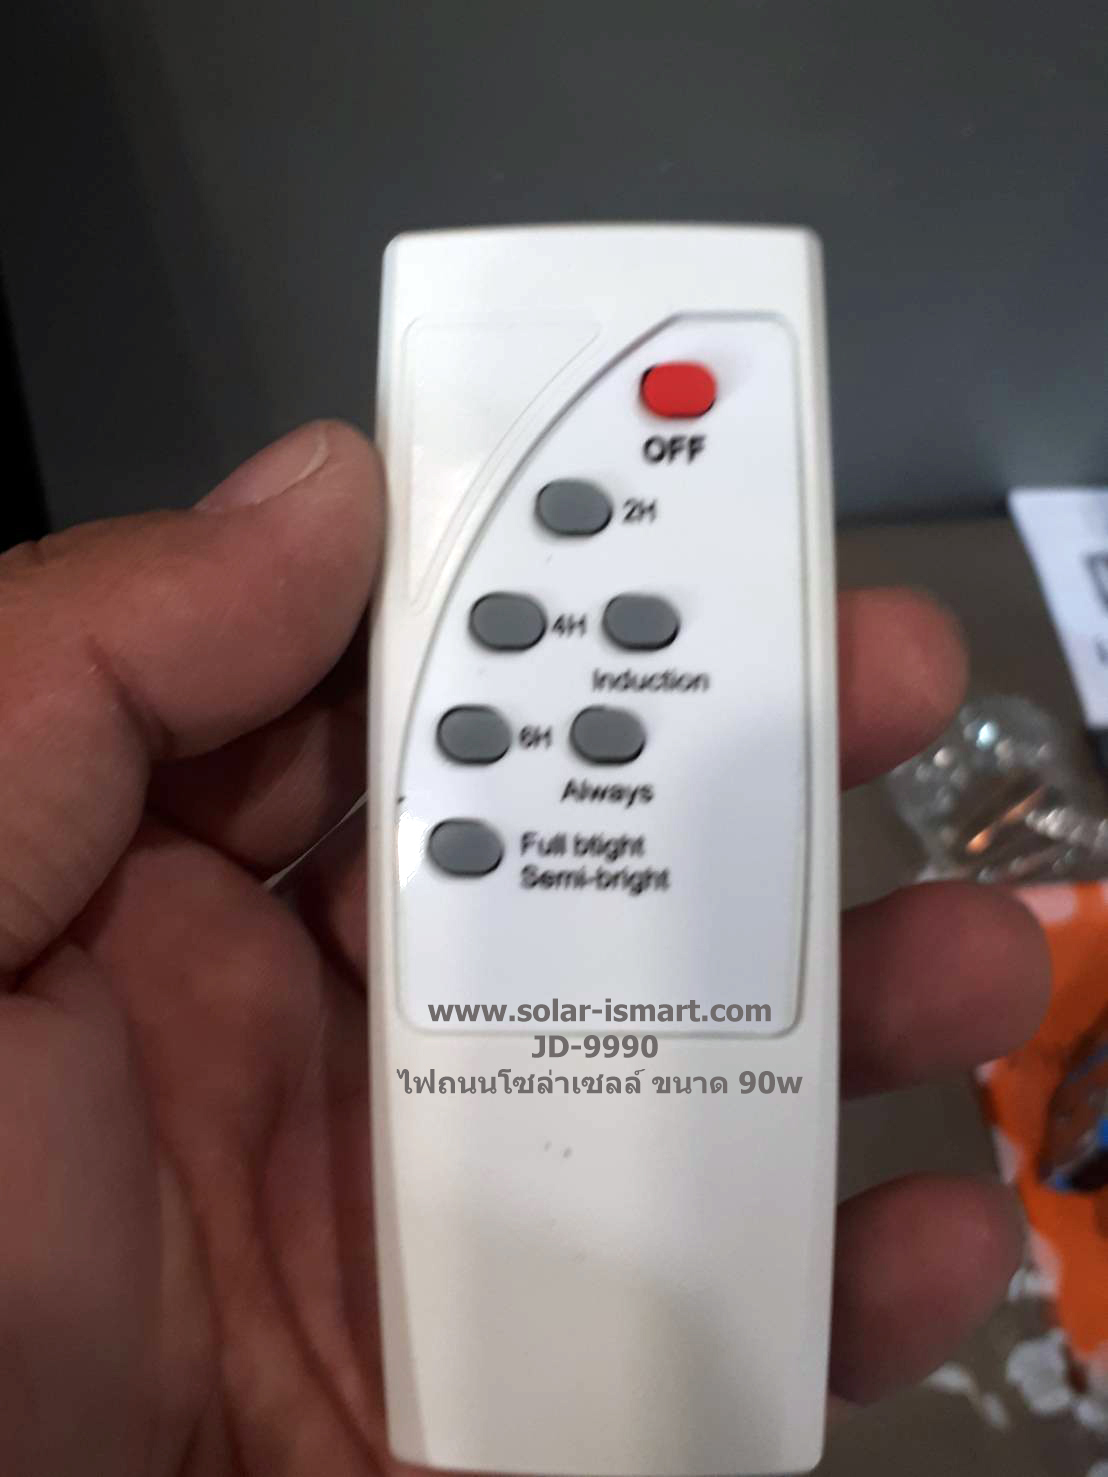 OFF
2H
4H
Induction
6H
Always
Full btight
Semi-bright
www.solar-ismart.com
JD-9990
ไฟถนนโซล่าเซลล์ ขนาด 90w